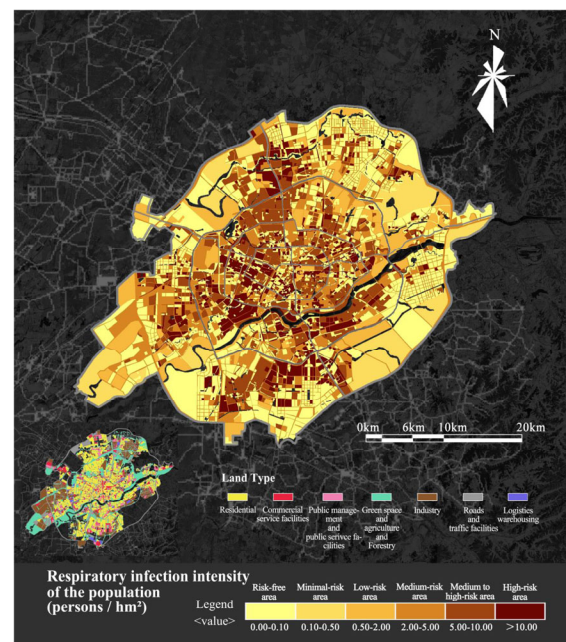 N
0km 6km 10km 20km
Land Type
Residential
Commercial
service facilities
Public manage-
ment
and
public serivce fa-
cilities
Green space
and
agriculture
and
Forestry
Industry
Roads
and
traffic facilities
Logistics
warehousing
Respiratory infection intensity
of the population
(persons / hm²)
Legend
<value>
Risk-free
area
Minimal-risk
area
Low-risk
area
Medium-risk
area
Medium to
high-risk area
High-risk
area
0.00-0.10 0.10-0.50 0.50-2.00 2.00-5.00 5.00-10.00 >10.00